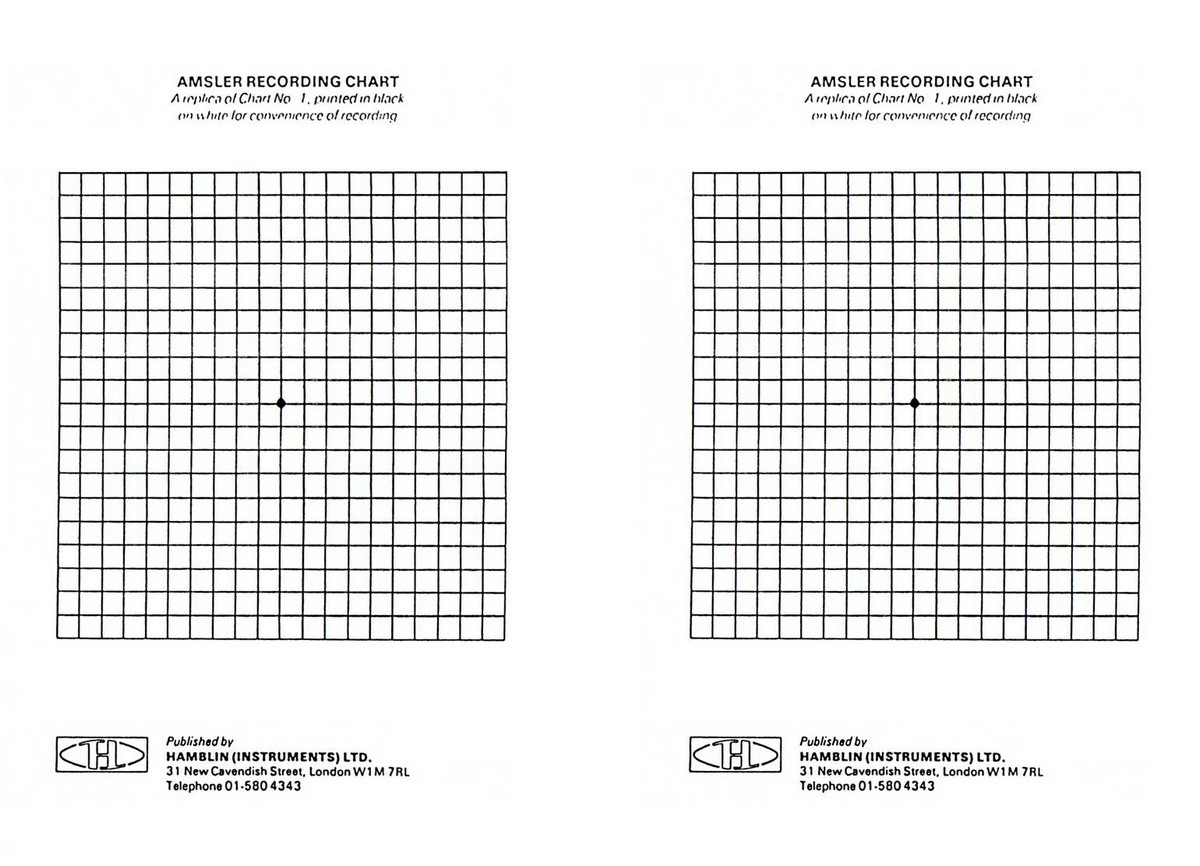 AMSLER RECORDING CHART
A replica of Chart No 1, printed in black
on white for convenience of recording
Published by
HAMBLIN (INSTRUMENTS) LTD.
31 New Cavendish Street, London W1M 7RL
Telephone 01-580 4343
AMSLER RECORDING CHART
A replica of Chart No 1, printed in black
on white for convenience of recording
Published by
HAMBLIN (INSTRUMENTS) LTD.
31 New Cavendish Street, London W1M 7RL
Telephone 01-580 4343